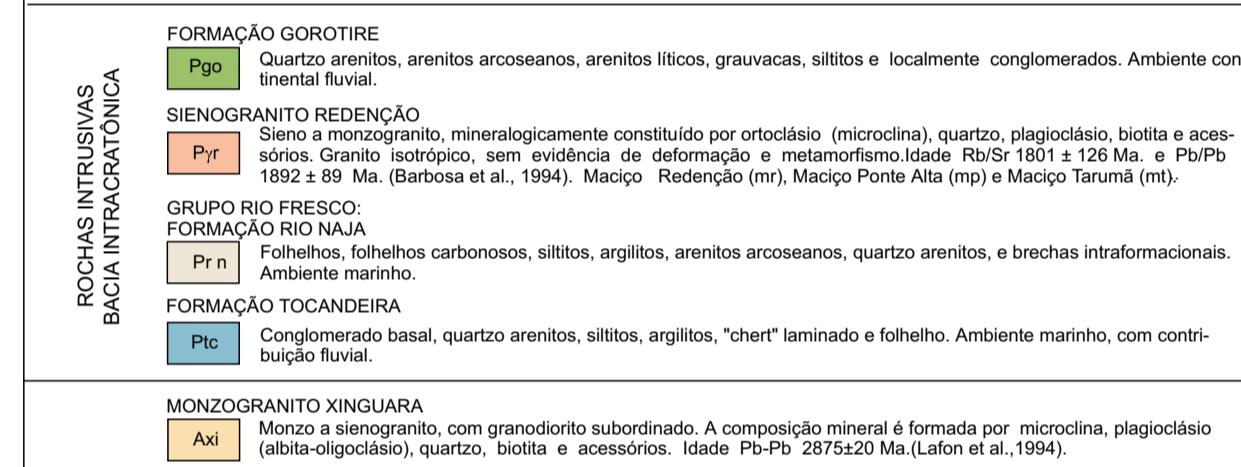 ROCHAS INTRUSIVAS
BACIA INTRACRATÔNICA
FORMAÇÃO GOROTIRE
Pgo
Quartzo arenitos, arenitos arcoseanos, arenitos líticos, grauvacas, siltitos e localmente conglomerados. Ambiente con
tinental fluvial.
SIENOGRANITO REDENÇÃO
Pγr
Sieno a monzogranito, mineralogicamente constituído por ortoclásio (microclina), quartzo, plagioclásio, biotita e aces-
sórios. Granito isotrópico, sem evidência de deformação e metamorfismo.Idade Rb/Sr 1801 ± 126 Ma. e Pb/Pb
1892 ± 89 Ma. (Barbosa et al., 1994). Maciço Redenção (mr), Maciço Ponte Alta (mp) e Maciço Tarumã (mt).
GRUPO RIO FRESCO:
FORMAÇÃO RIO NAJA
Pr n
Folhelhos, folhelhos carbonosos, siltitos, argilitos, arenitos arcoseanos, quartzo arenitos, e brechas intraformacionais.
Ambiente marinho.
FORMAÇÃO TOCANDEIRA
Ptc
Conglomerado basal, quartzo arenitos, siltitos, argilitos, "chert" laminado e folhelho. Ambiente marinho, com contri-
buição fluvial.
MONZOGRANITO XINGUARA
Axi
Monzo a sienogranito, com granodiorito subordinado. A composição mineral é formada por microclina, plagioclásio
(albita-oligoclásio), quartzo, biotita e acessórios. Idade Pb-Pb 2875±20 Ma.(Lafon et al.,1994).